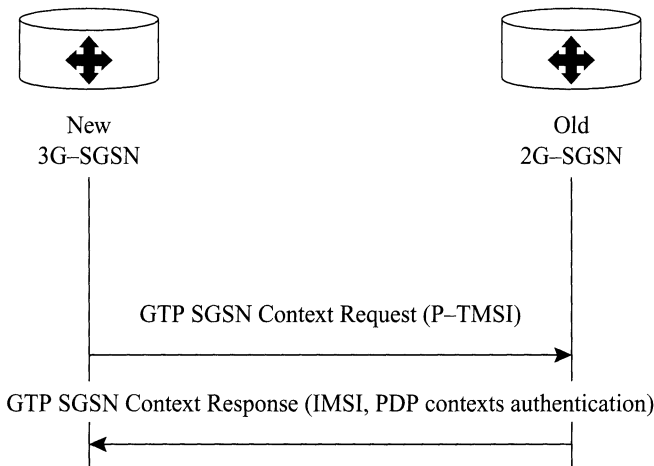 New
3G–SGSN
Old
2G–SGSN
GTP SGSN Context Request (P–TMSI)
GTP SGSN Context Response (IMSI, PDP contexts authentication)